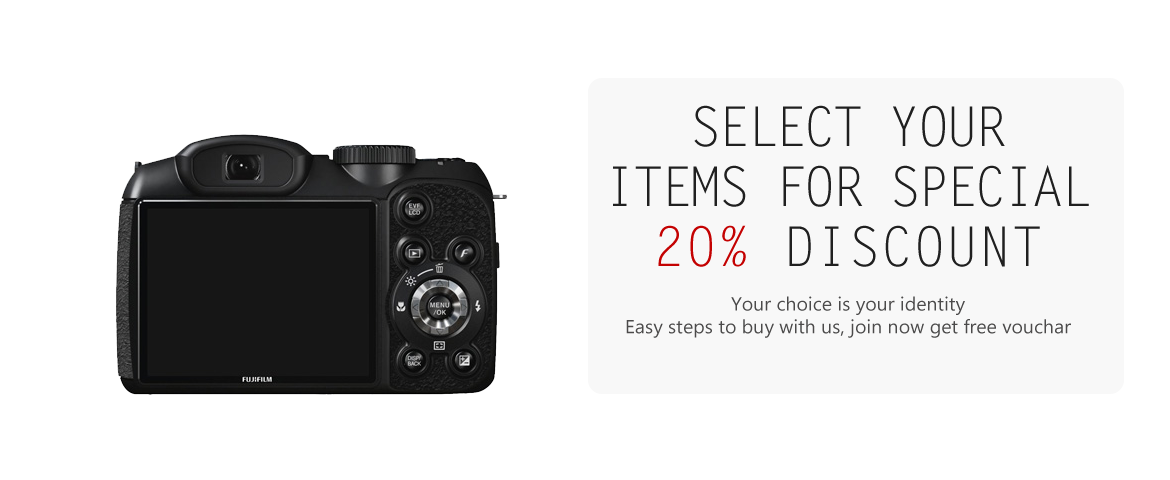 SELECT YOUR
ITEMS FOR SPECIAL
20% DISCOUNT
Your choice is your identity
Easy steps to buy with us, join now get free vouchar
EVF
LCD
F
MENU
/OK
DISP/
BACK
FUJIFILM